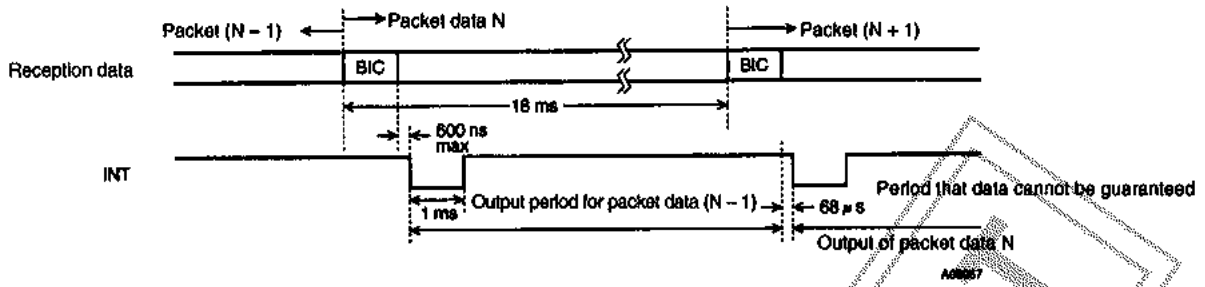 Packet (N – 1)
Packet data N
Packet (N + 1)
Reception data
BIC
BIC
18 ms
600 ns
max
INT
1 ms
Output period for packet data (N – 1)
68 µs
Period that data cannot be guaranteed
Output of packet data N